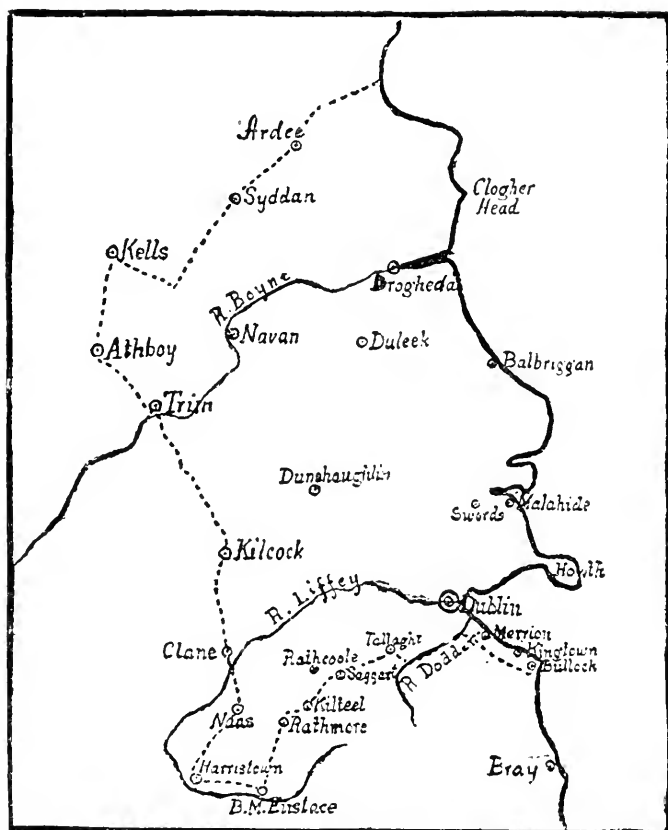 Ardee
Syddan
Clogher
Head
Kells
R. Boyne
Drogheda
Navan
Duleek
Athboy
Balbriggan
Trim
Dunshaughlin
Swords
Malahide
Kilcock
Howth
R. Liffey
Dublin
Clane
Tallaght
Merrion
Rathcoole
Saggart
R. Dodder
Kingtown
Bullock
Naas
Kilteel
Rathmore
Harristown
Bray
B.M. Eustace